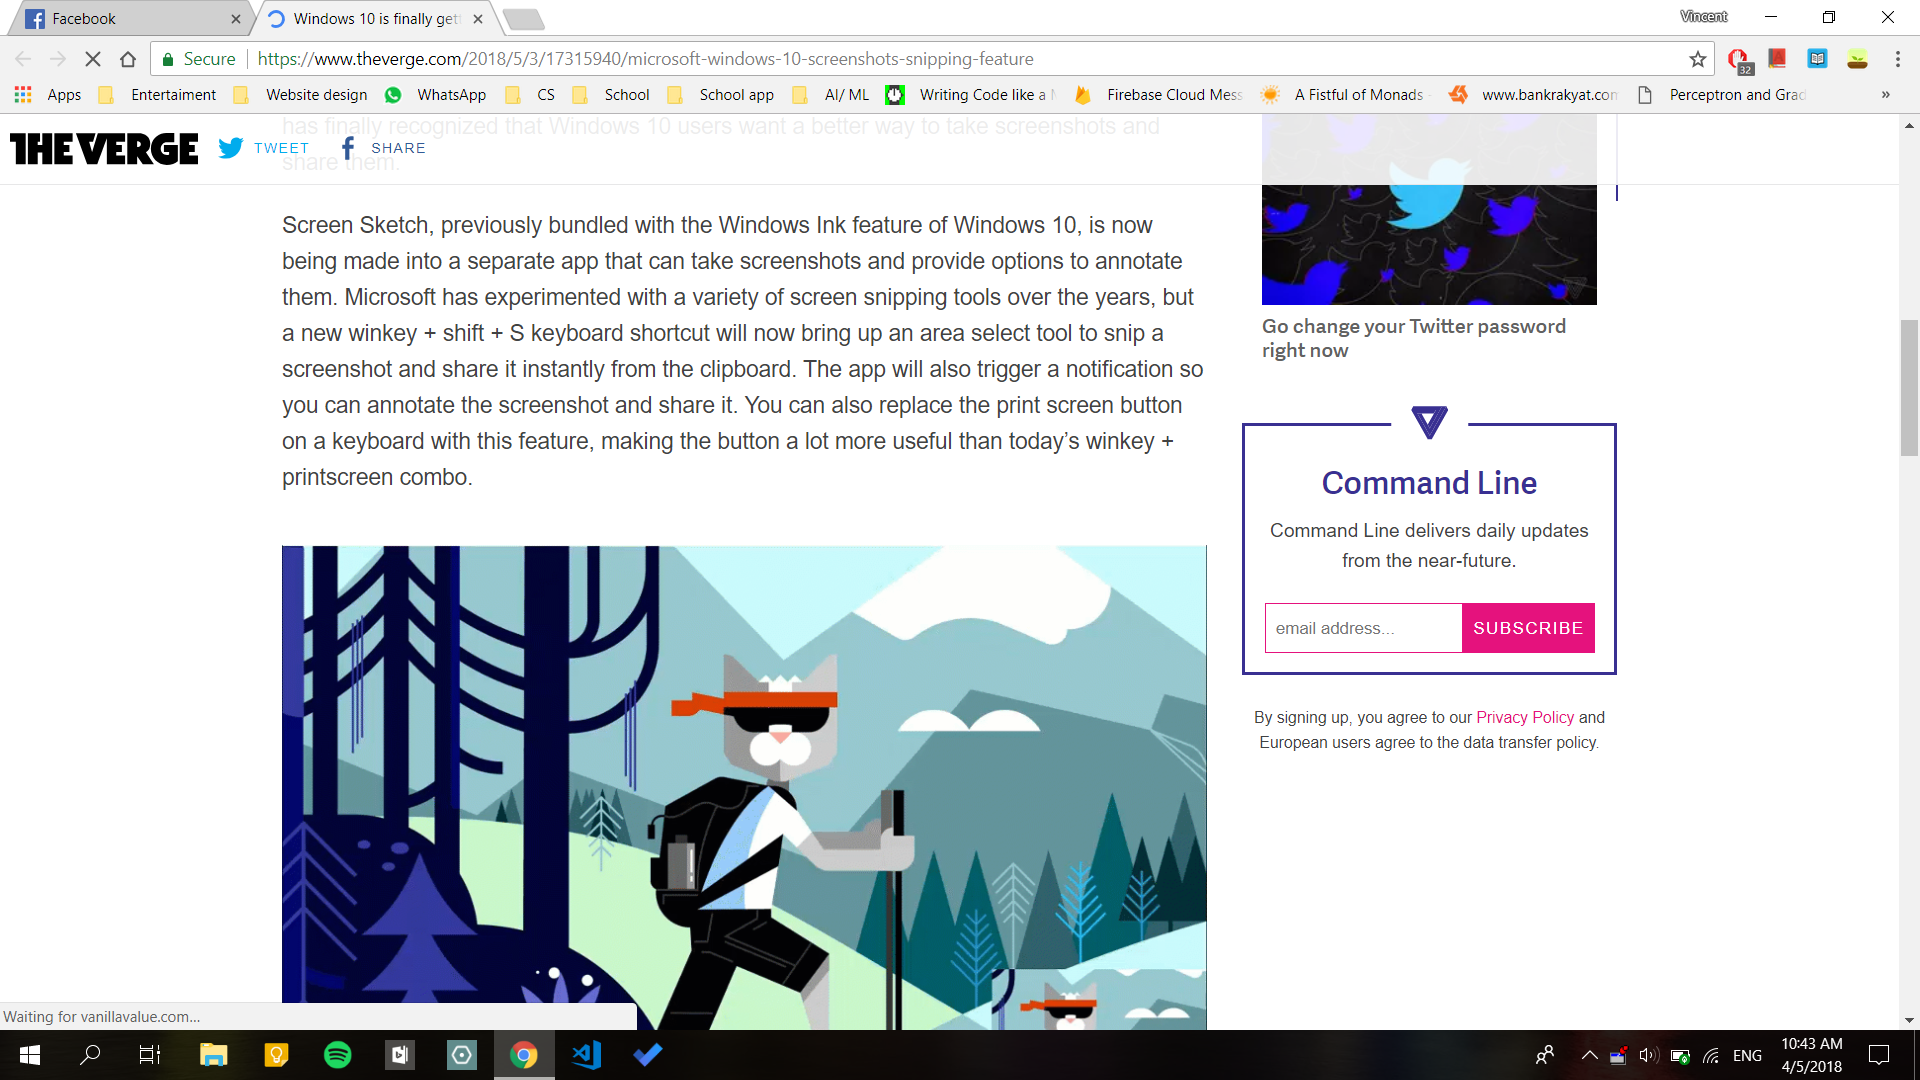 Facebook
Windows 10 is finally get
Vincent
Secure
https://www.theverge.com/2018/5/3/17315940/microsoft-windows-10-screenshots-snipping-feature
32
Apps
Entertaiment
Website design
WhatsApp
CS
School
School app
AI/ ML
Writing Code like a
Firebase Cloud Mess
A Fistful of Monads
www.bankrakyat.com
Perceptron and Grad
»
THE VERGE
TWEET
SHARE
has finally recognized that Windows 10 users want a better way to take screenshots and
share them.
Screen Sketch, previously bundled with the Windows Ink feature of Windows 10, is now
being made into a separate app that can take screenshots and provide options to annotate
them. Microsoft has experimented with a variety of screen snipping tools over the years, but
a new winkey + shift + S keyboard shortcut will now bring up an area select tool to snip a
screenshot and share it instantly from the clipboard. The app will also trigger a notification so
you can annotate the screenshot and share it. You can also replace the print screen button
on a keyboard with this feature, making the button a lot more useful than today’s winkey +
printscreen combo.
Go change your Twitter password
right now
Command Line
Command Line delivers daily updates
from the near-future.
email address...
SUBSCRIBE
By signing up, you agree to our Privacy Policy and
European users agree to the data transfer policy.
Waiting for vanillavalue.com...
ENG
10:43 AM
4/5/2018